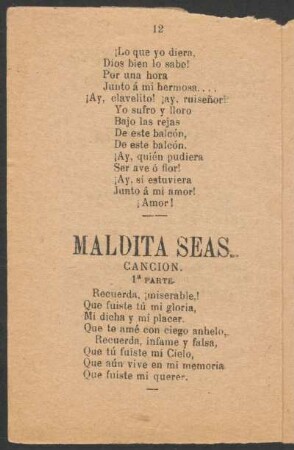 12
¡Lo que yo diera,
Dios bien lo sabe!
Por una hora
Junto á mi hermosa....
¡Ay, clavelito! ¡ay, ruiseñor!
Yo sufro y lloro
Bajo las rejas
De este balcón,
De este balcón.
¡Ay, quién pudiera
Ser ave ó flor!
¡Ay, si estuviera
Junto á mi amor!
¡Amor!
MALDITA SEAS.
CANCION.
1ª PARTE.
Recuerda, ¡miserable!
Que fuiste tú mi gloria,
Mi dicha y mi placer.
Que te amé con ciego anhelo,
Recuerda, infame y falsa,
Que tú fuiste mi Cielo,
Que aún vive en mi memoria
Que fuiste mi querer.